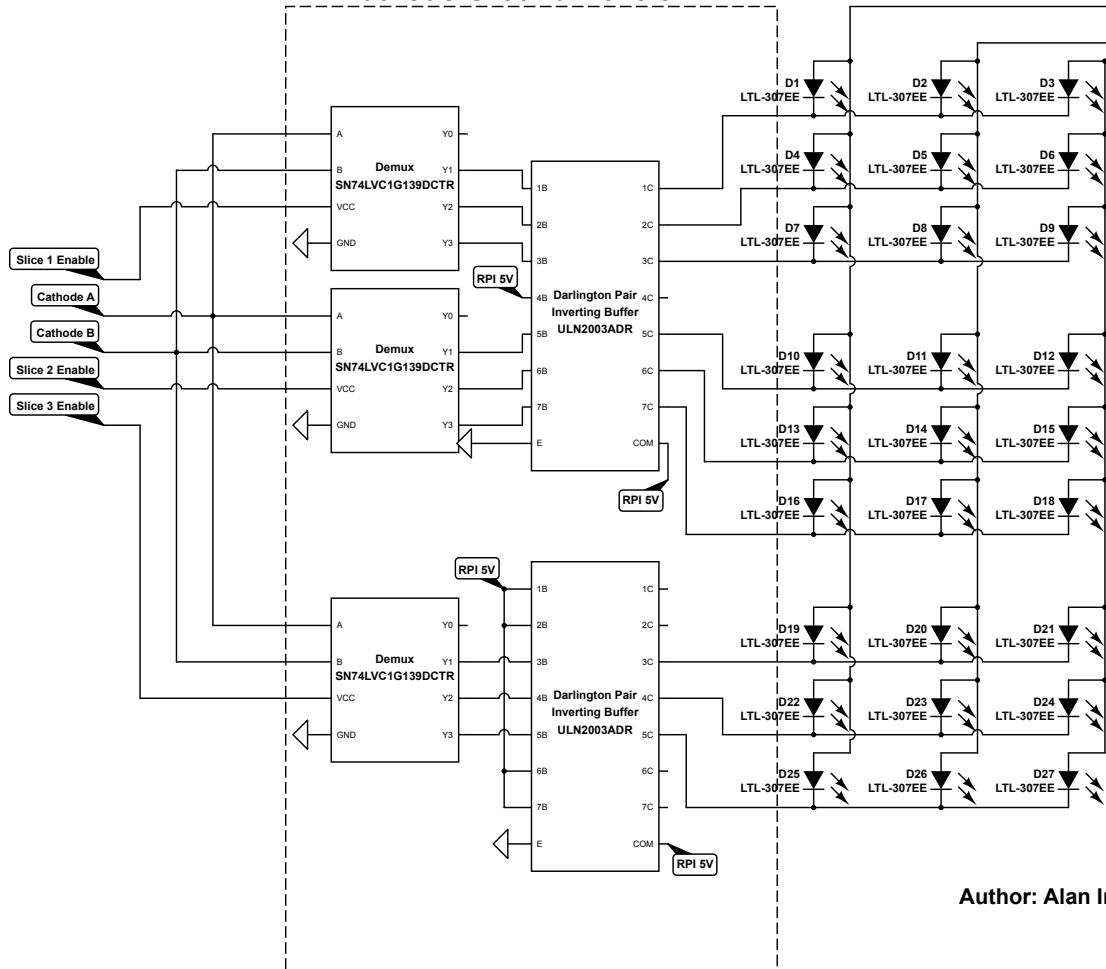 Slice 1 Enable
Cathode A
Cathode B
Slice 2 Enable
Slice 3 Enable
A
B
VCC
GND
Demux
SN74LVC1G139DCTR
Y0
Y1
Y2
Y3
A
B
VCC
GND
Demux
SN74LVC1G139DCTR
Y0
Y1
Y2
Y3
A
B
VCC
GND
Demux
SN74LVC1G139DCTR
Y0
Y1
Y2
Y3
RPI 5V
1B
2B
3B
4B
5B
6B
7B
E
Darlington Pair
Inverting Buffer
ULN2003ADR
1C
2C
3C
4C
5C
6C
7C
COM
RPI 5V
RPI 5V
1B
2B
3B
4B
5B
6B
7B
E
Darlington Pair
Inverting Buffer
ULN2003ADR
1C
2C
3C
4C
5C
6C
7C
COM
RPI 5V
D1
LTL-307EE
D2
LTL-307EE
D3
LTL-307EE
D4
LTL-307EE
D5
LTL-307EE
D6
LTL-307EE
D7
LTL-307EE
D8
LTL-307EE
D9
LTL-307EE
D10
LTL-307EE
D11
LTL-307EE
D12
LTL-307EE
D13
LTL-307EE
D14
LTL-307EE
D15
LTL-307EE
D16
LTL-307EE
D17
LTL-307EE
D18
LTL-307EE
D19
LTL-307EE
D20
LTL-307EE
D21
LTL-307EE
D22
LTL-307EE
D23
LTL-307EE
D24
LTL-307EE
D25
LTL-307EE
D26
LTL-307EE
D27
LTL-307EE
Author: Alan